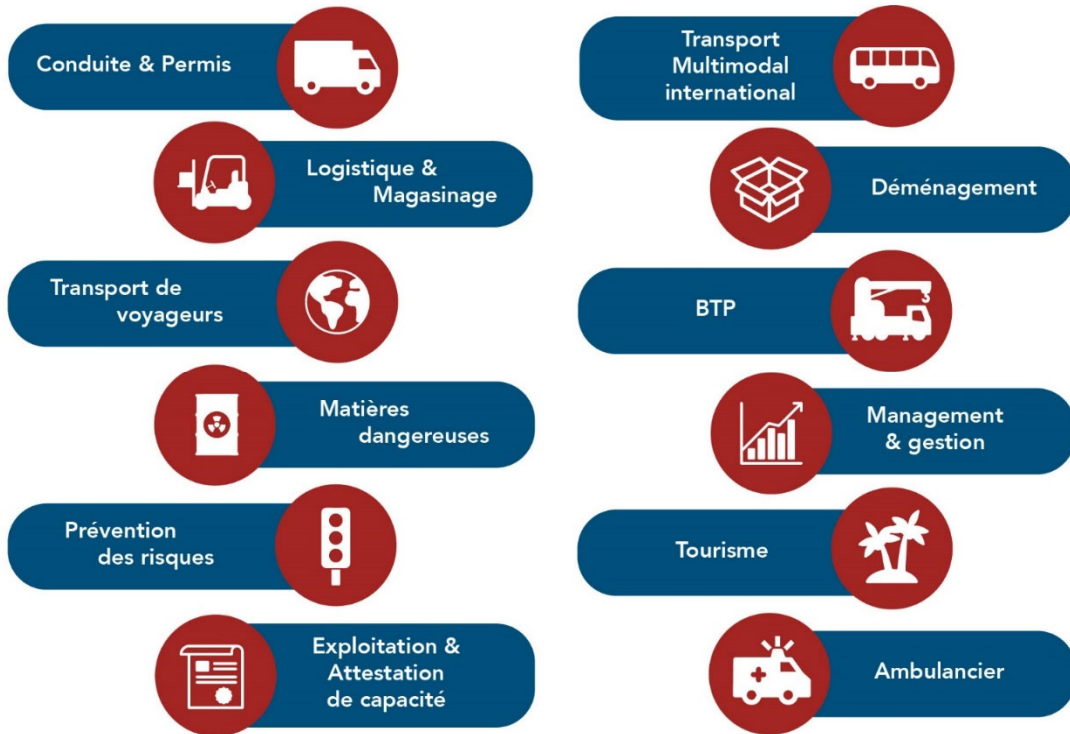 Conduite & Permis
Logistique &
Magasinage
Transport de
voyageurs
Matières
dangereuses
Prévention
des risques
Exploitation &
Attestation
de capacité
Transport
Multimodal
international
Déménagement
BTP
Management
& gestion
Tourisme
Ambulancier